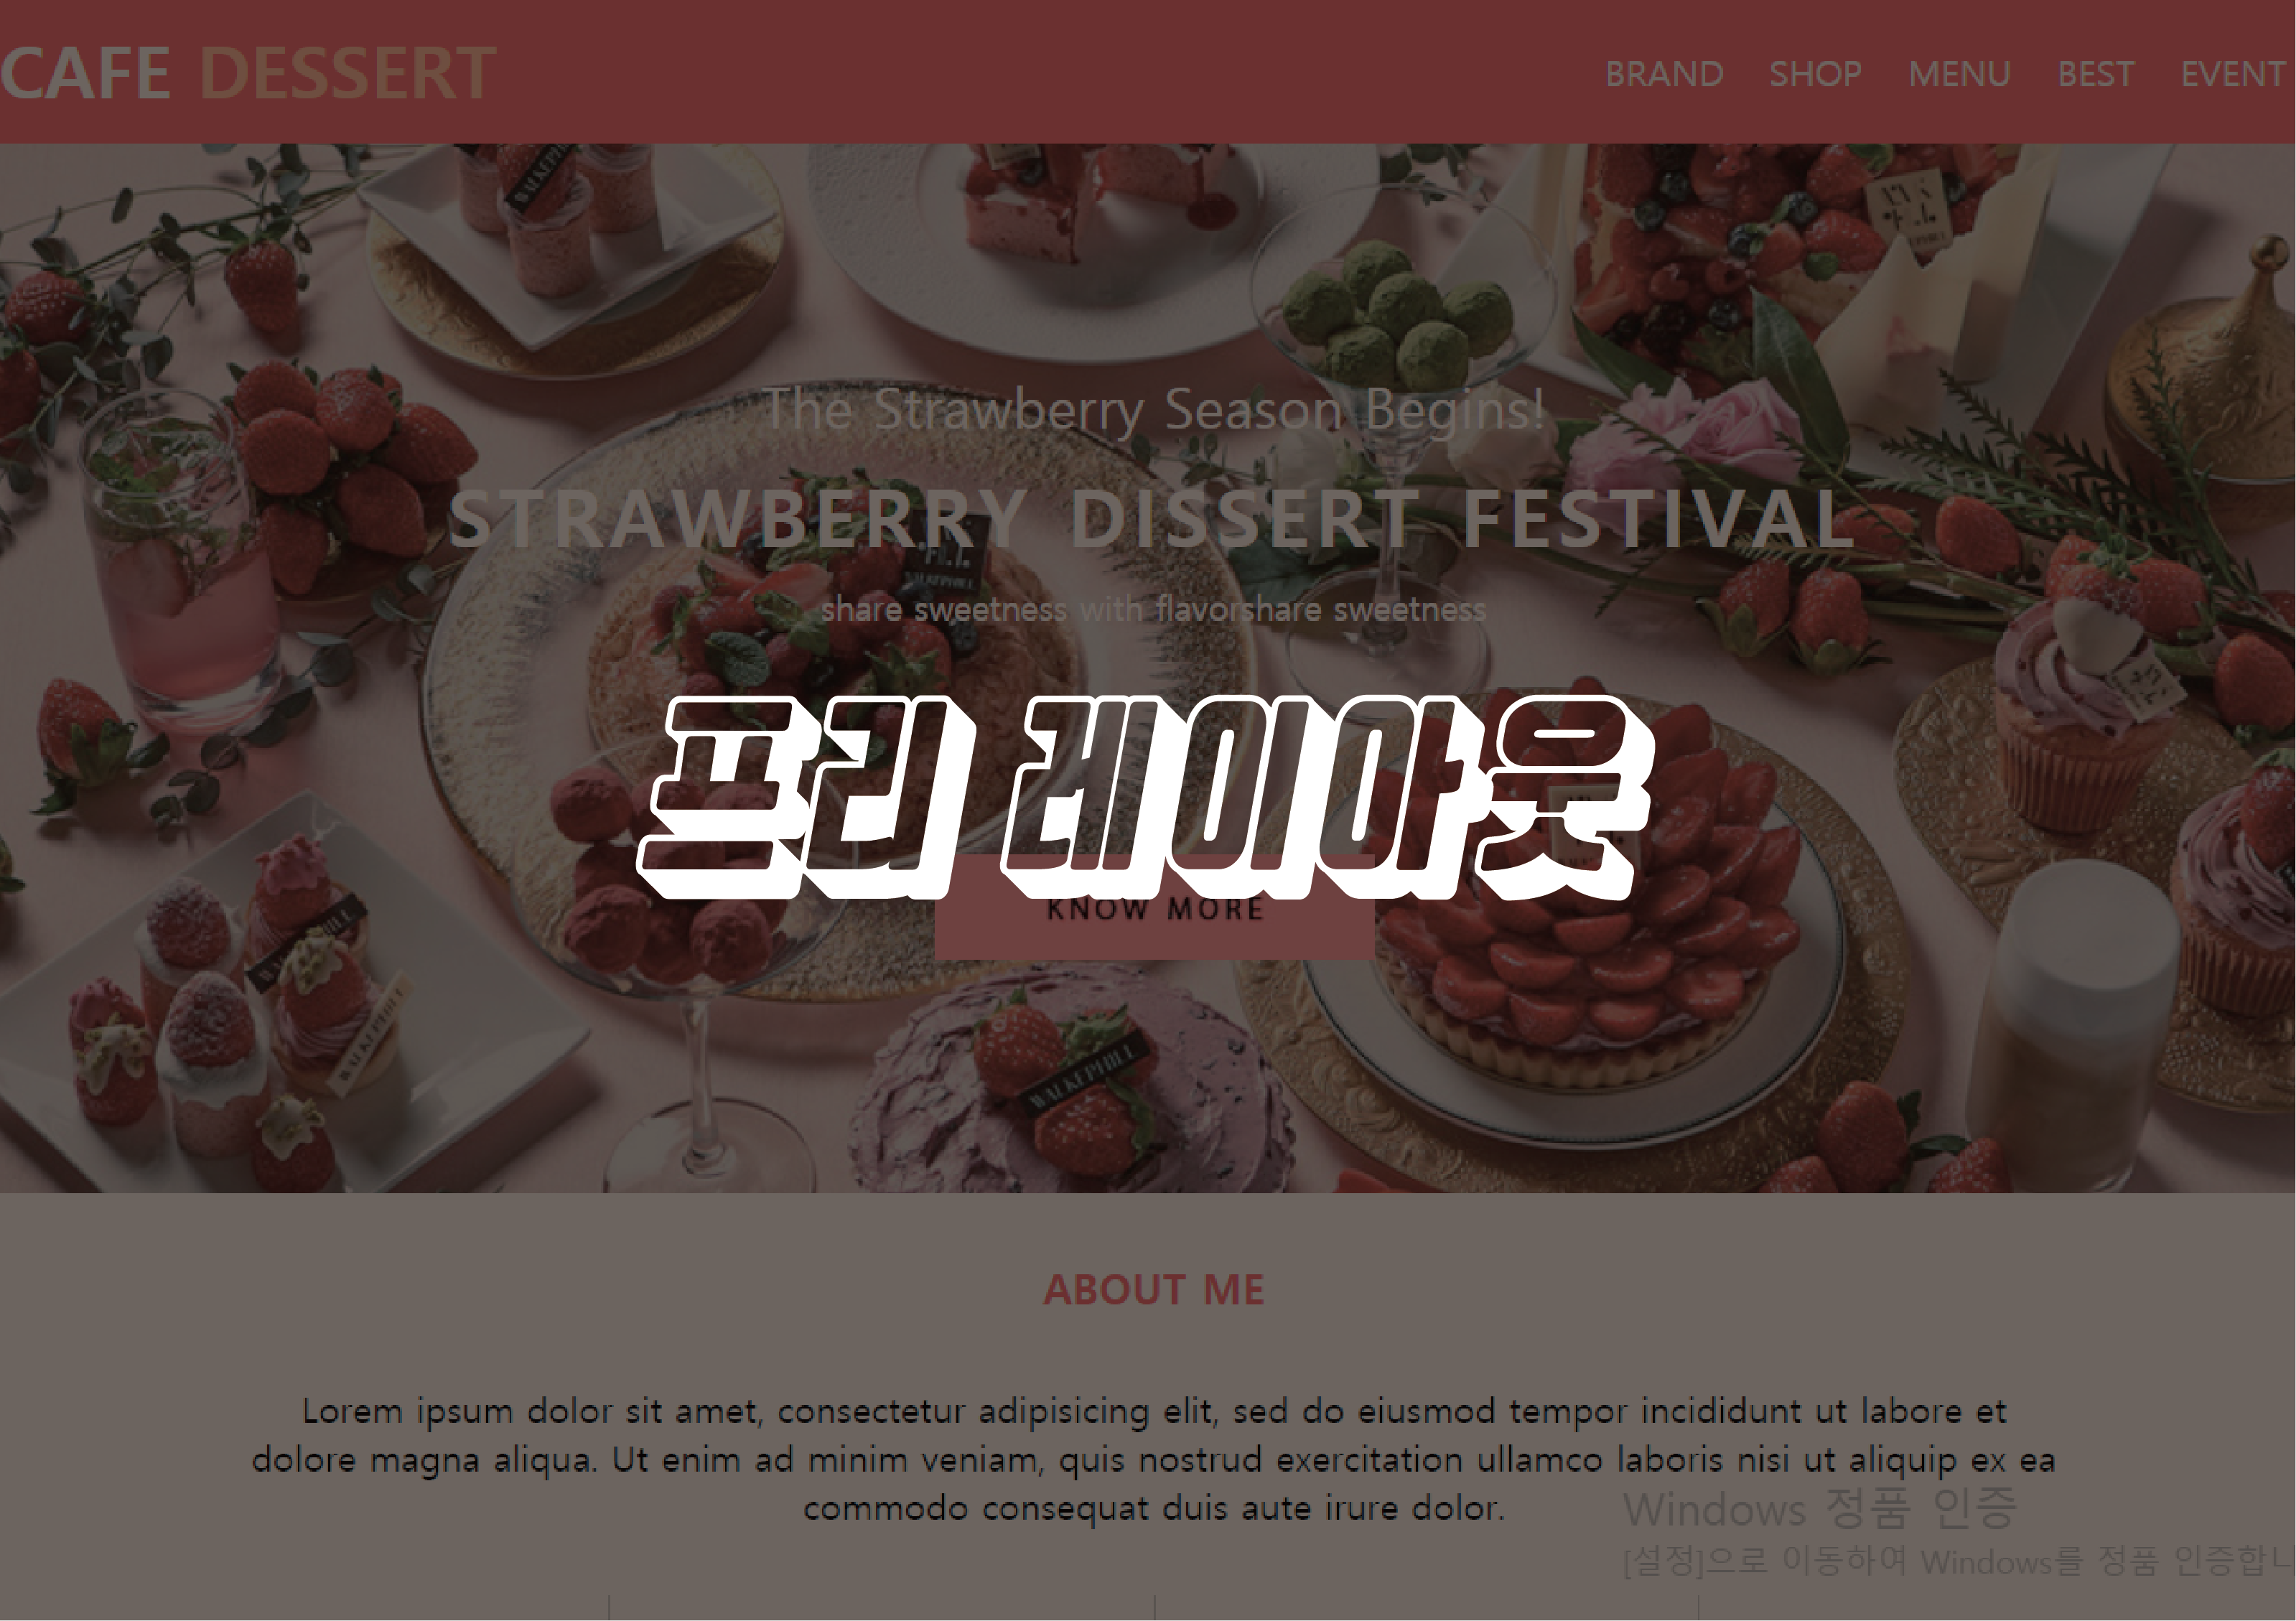 CAFE DESSERT
BRAND SHOP MENU BEST EVENT
The Strawberry Season Begins!
STRAWBERRY DISSERT FESTIVAL
share sweetness with flavorshare sweetness
프리 레이아웃
KNOW MORE
WALKERHILL
WALKERHILL
ABOUT ME
Lorem ipsum dolor sit amet, consectetur adipisicing elit, sed do eiusmod tempor incididunt ut labore et
dolore magna aliqua. Ut enim ad minim veniam, quis nostrud exercitation ullamco laboris nisi ut aliquip ex ea
commodo consequat duis aute irure dolor.
Windows 정품 인증
[설정]으로 이동하여 Windows를 정품 인증합니